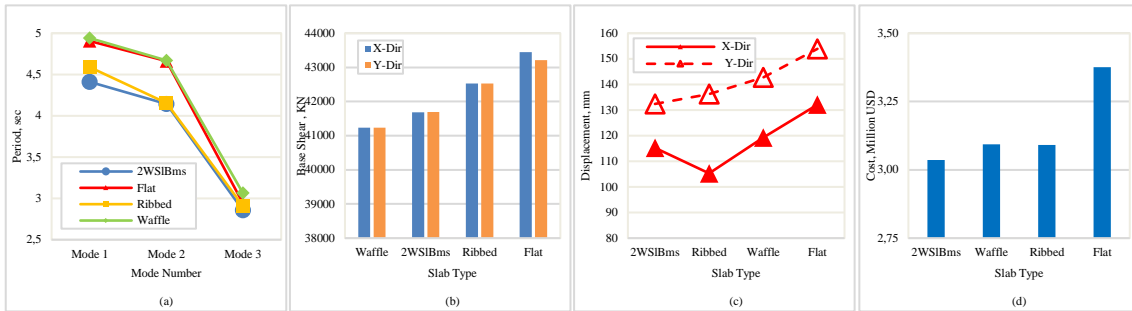 5
4,5
4
3,5
3
2,5
Period, sec
2WSlBms
Flat
Ribbed
Waffle
Mode 1 Mode 2 Mode 3
Mode Number
(a)
44000
43000
42000
41000
40000
39000
38000
Base Shear , KN
X-Dir
Y-Dir
Waffle 2WSlBms Ribbed Flat
Slab Type
(b)
160
150
140
130
120
110
100
90
80
Displacement, mm
X-Dir
Y-Dir
2WSlBms Ribbed Waffle Flat
Slab Type
(c)
3,50
3,25
3,00
2,75
Cost, Million USD
2WSlBms Waffle Ribbed Flat
Slab Type
(d)